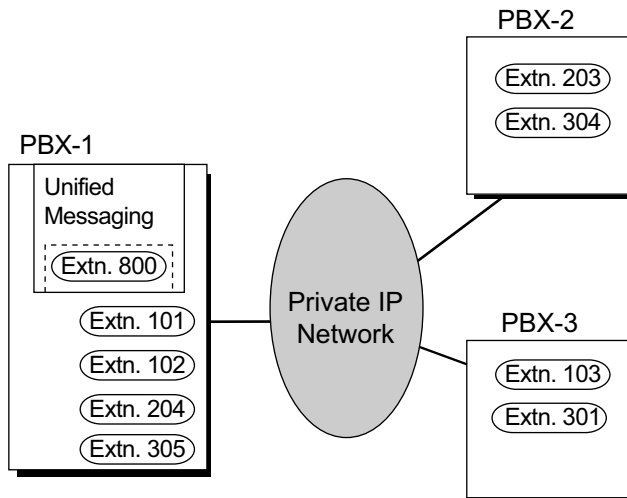 PBX-1
Unified
Messaging
Extn. 800
Extn. 101
Extn. 102
Extn. 204
Extn. 305
Private IP
Network
PBX-2
Extn. 203
Extn. 304
PBX-3
Extn. 103
Extn. 301